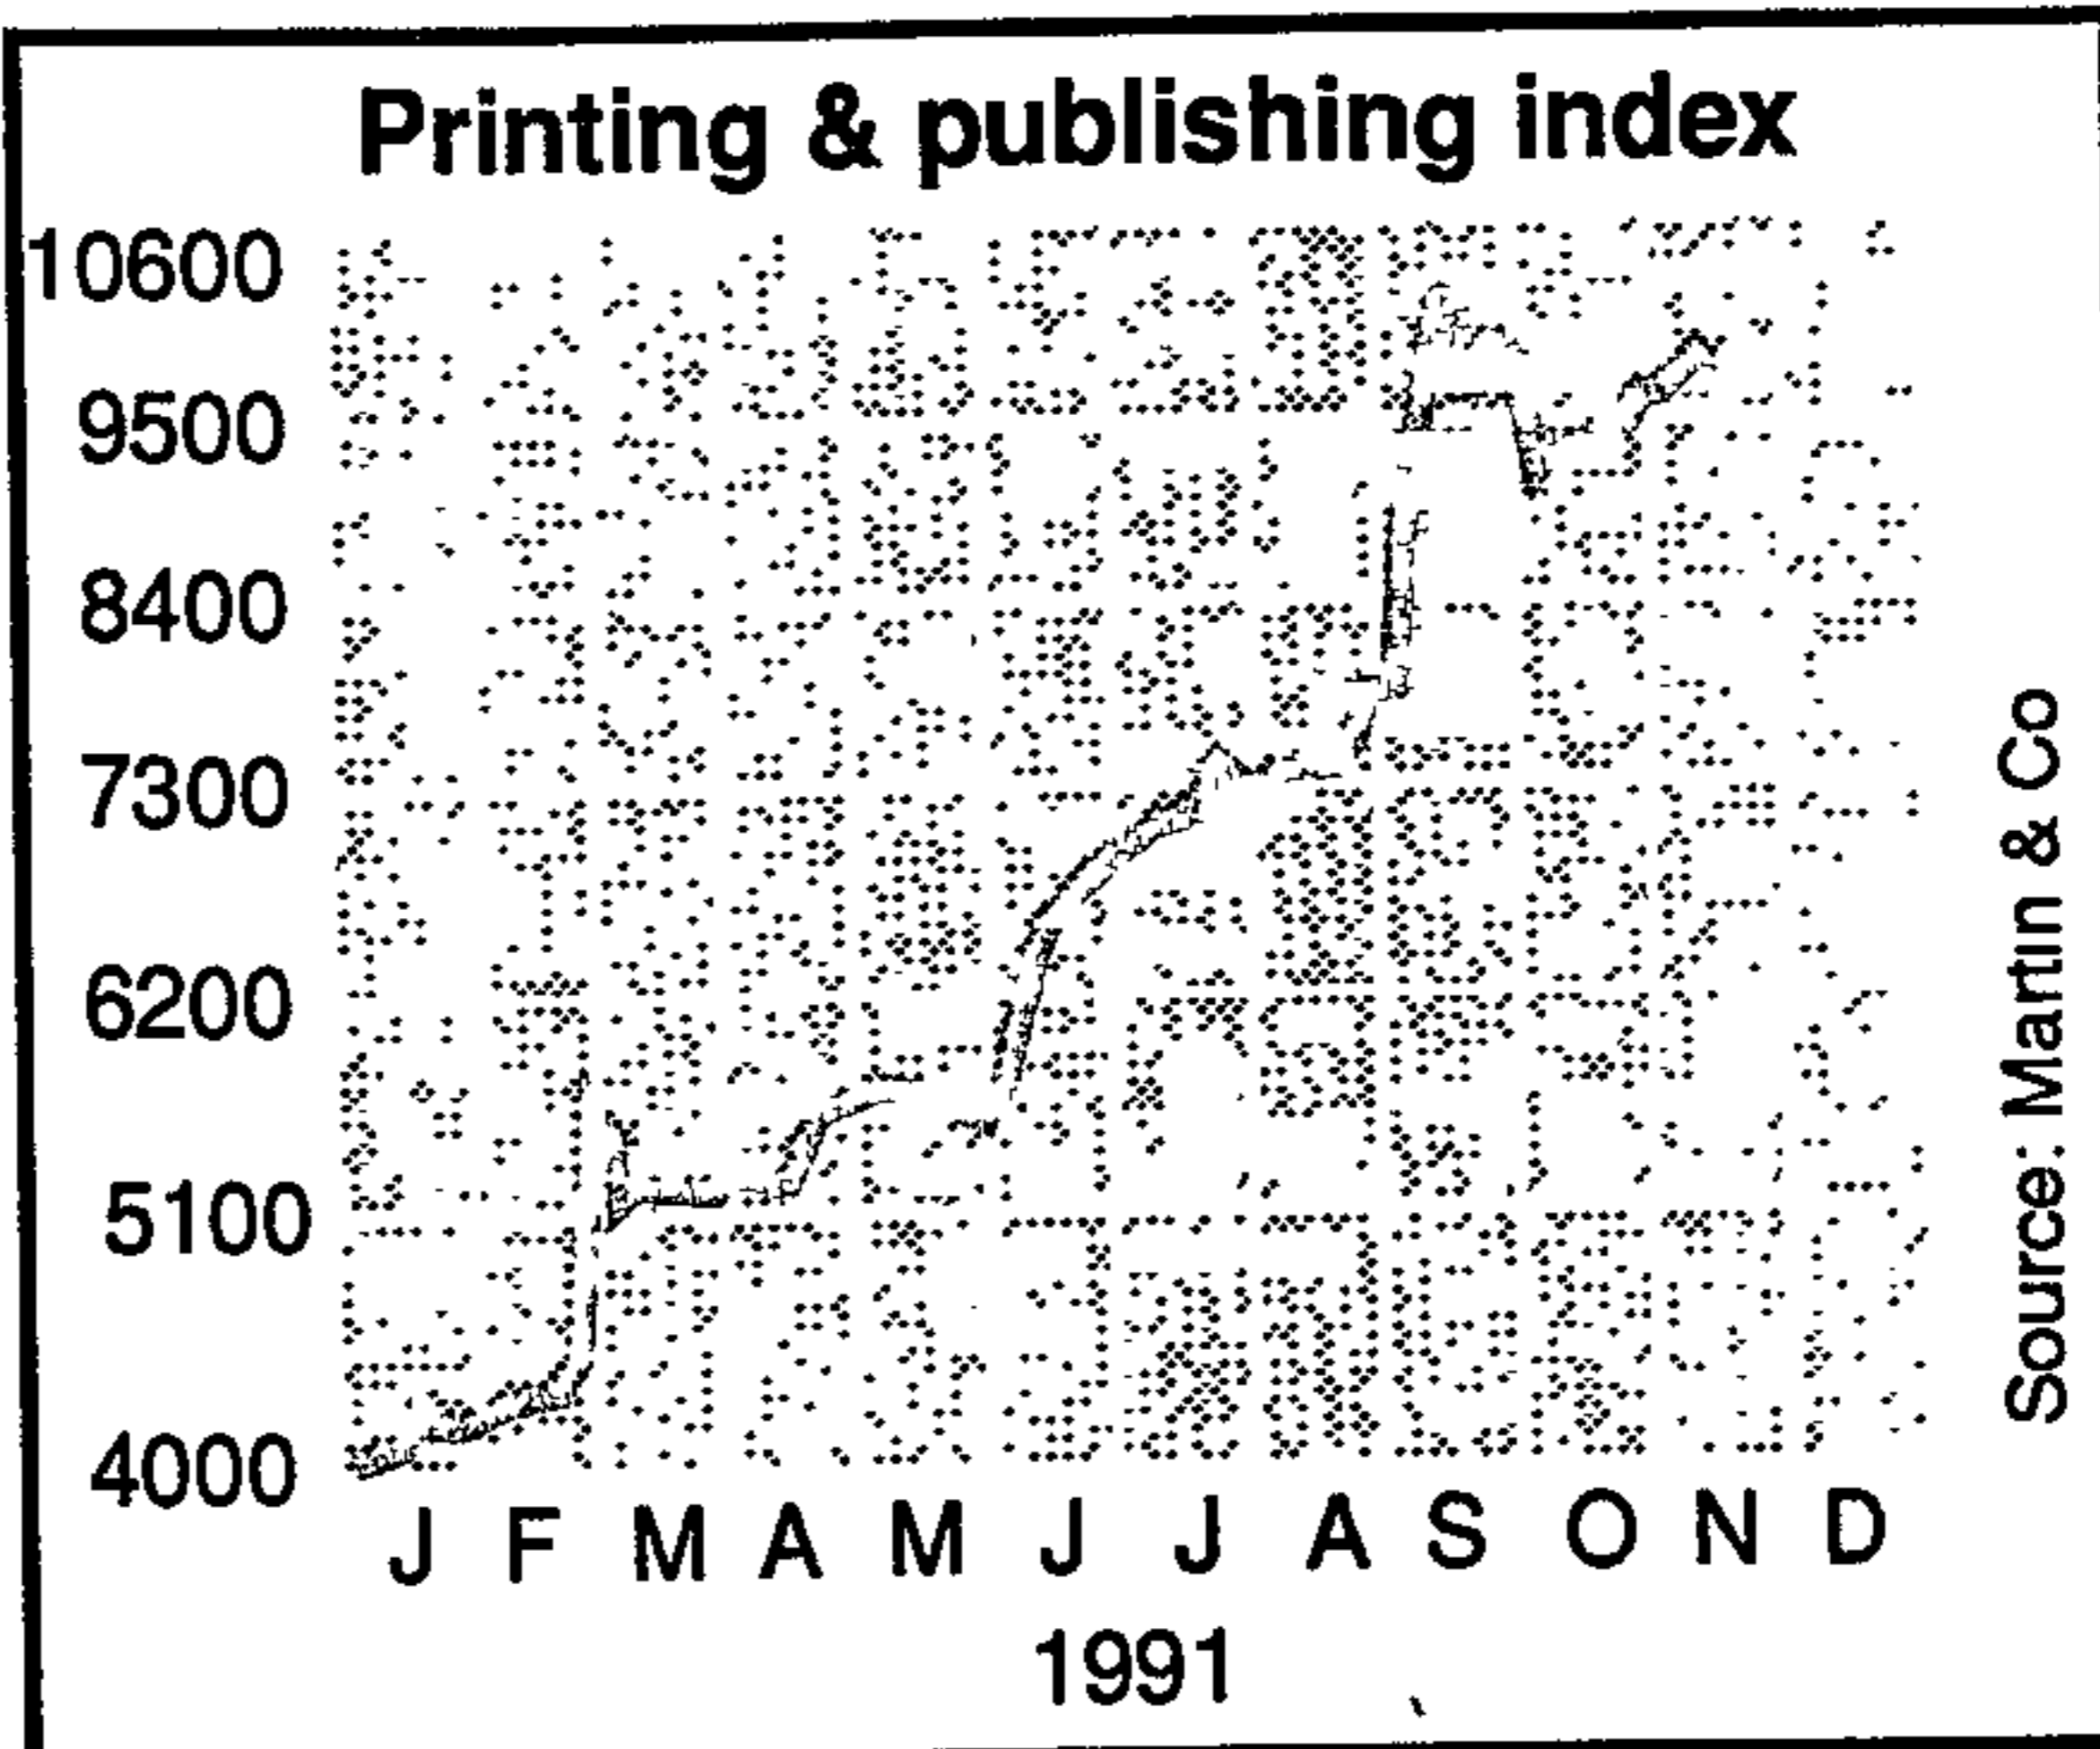 Printing & publishing index
10600
9500
8400
7300
6200
5100
4000
J F M A M J J A S O N D
1991
Source: Martin & Co